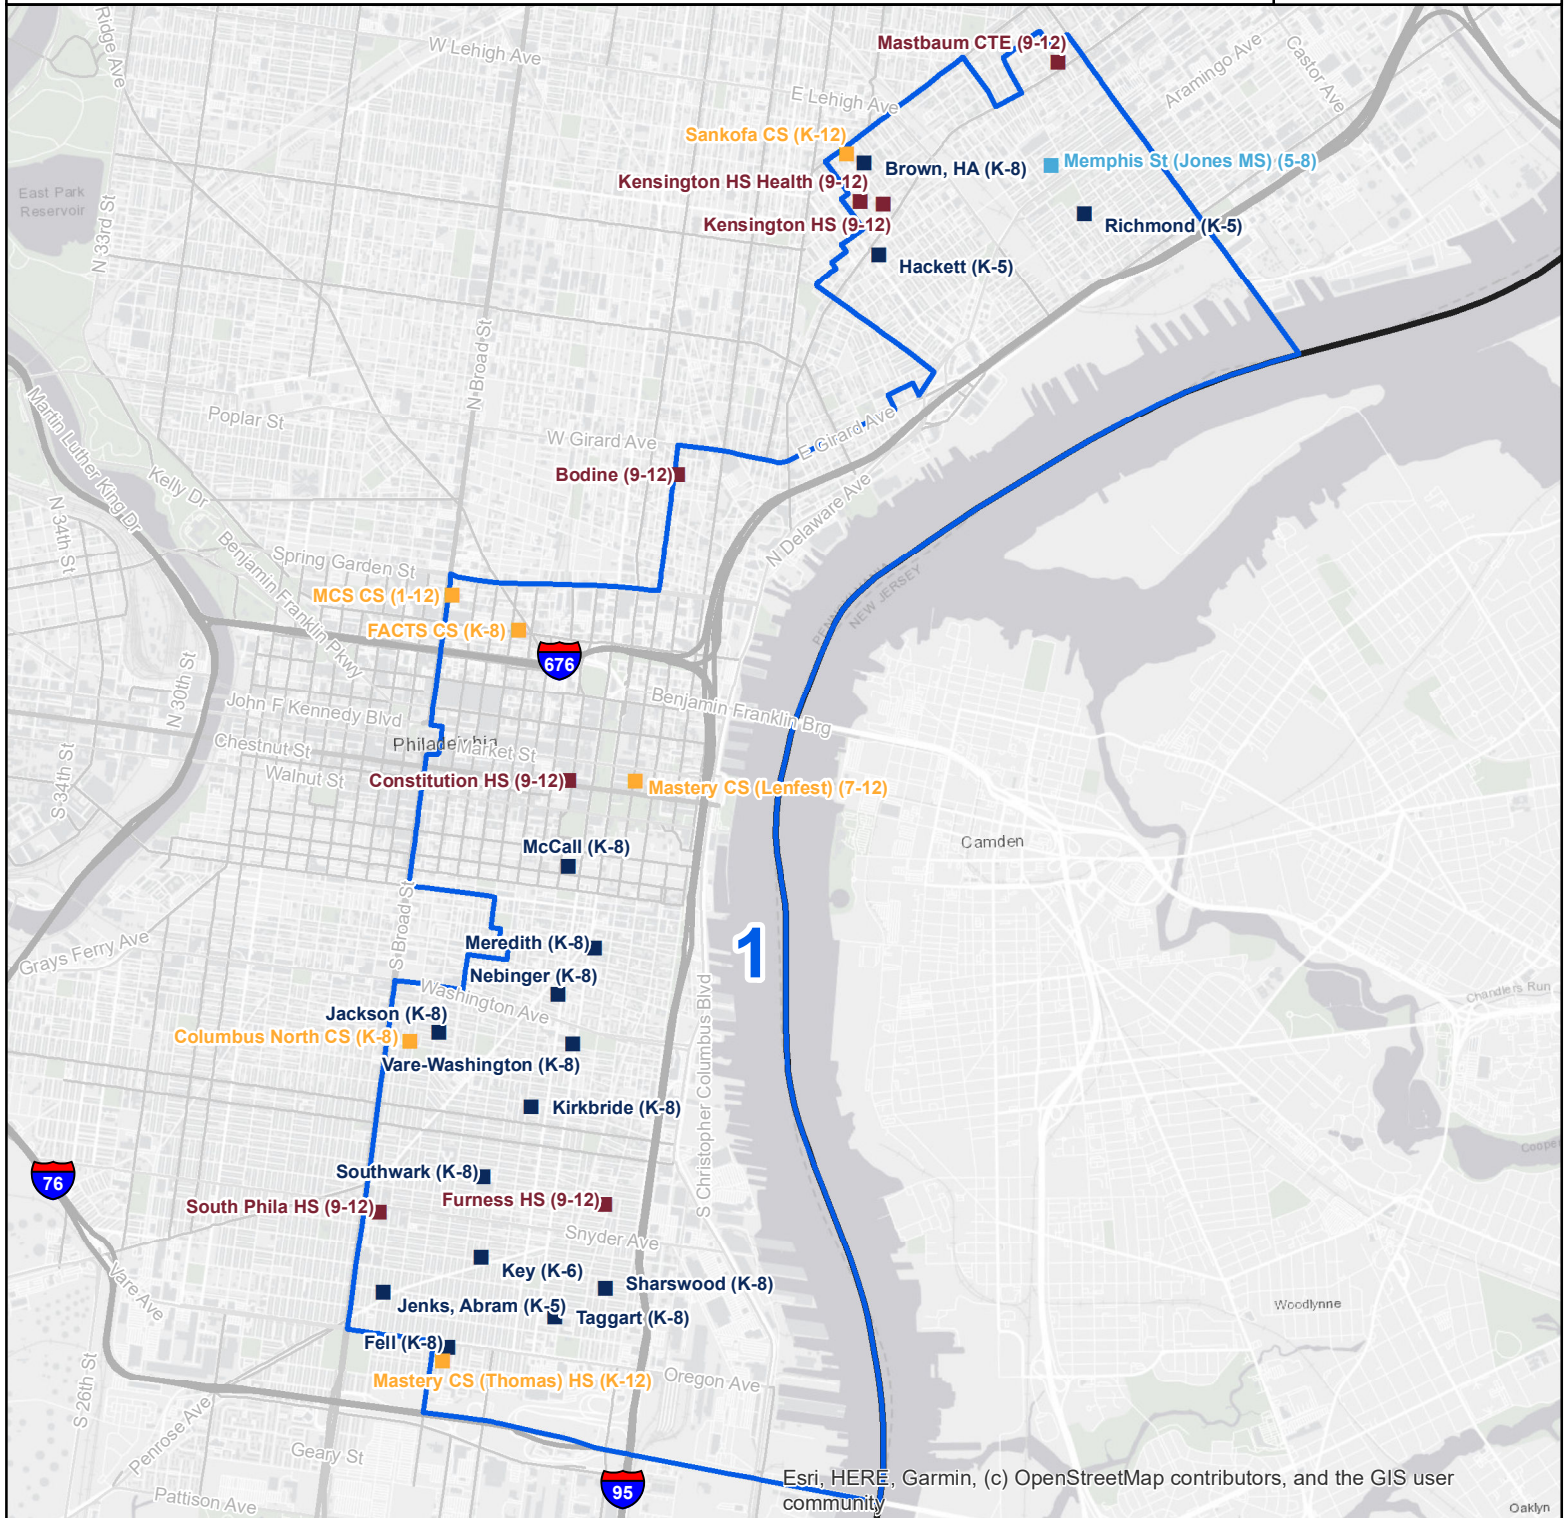 Ridge Ave
W Lehigh Ave
Mastbaum CTE (9-12)
Aramingo Ave
Castor Ave
E Lehigh Ave
Sankofa CS (K-12)
Brown, HA (K-8)
Memphis St (Jones MS) (5-8)
Kensington HS Health (9-12)
Kensington HS (9-12)
Richmond (K-5)
Hackett (K-5)
East Park
Reservoir
N 33rd St
N Broad St
Martin Luther King Dr
Poplar St
W Girard Ave
E Girard Ave
Bodine (9-12)
Kelly Dr
N 34th St
N Delaware Ave
Benjamin Franklin Pkwy
Spring Garden St
MCS CS (1-12)
FACTS CS (K-8)
676
NEW JERSEY
N 30th St
Benjamin Franklin Brg
John F Kennedy Blvd
Philadelphia
Chestnut St
Market St
Walnut St
S 34th St
Constitution HS (9-12)
Mastery CS (Lenfest) (7-12)
Camden
McCall (K-8)
S Broad St
Grays Ferry Ave
1
Meredith (K-8)
Nebinger (K-8)
Washington Ave
Chandlers Run
Jackson (K-8)
Columbus North CS (K-8)
Vare-Washington (K-8)
S Christopher Columbus Blvd
Kirkbride (K-8)
Southwark (K-8)
76
South Phila HS (9-12)
Furness HS (9-12)
Snyder Ave
Key (K-6)
Sharswood (K-8)
Vare Ave
Jenks, Abram (K-5)
Taggart (K-8)
Woodlynne
Fell (K-8)
Mastery CS (Thomas) HS (K-12)
Oregon Ave
S 26th St
Penrose Ave
Geary St
95
Pattison Ave
Esri, HERE, Garmin, (c) OpenStreetMap contributors, and the GIS user
community
Oaklyn